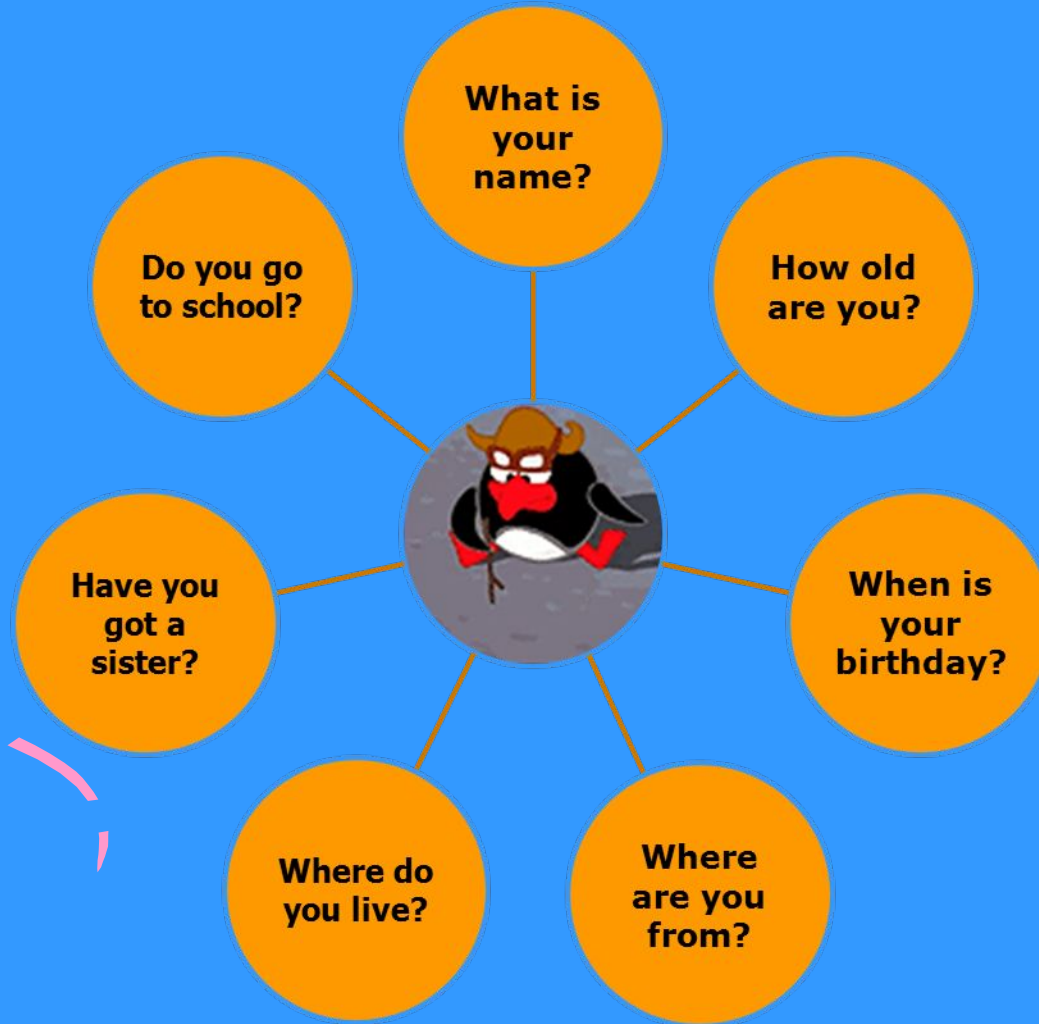 What is
your
name?
How old
are you?
When is
your
birthday?
Where
are you
from?
Where do
you live?
Have you
got a
sister?
Do you go
to school?